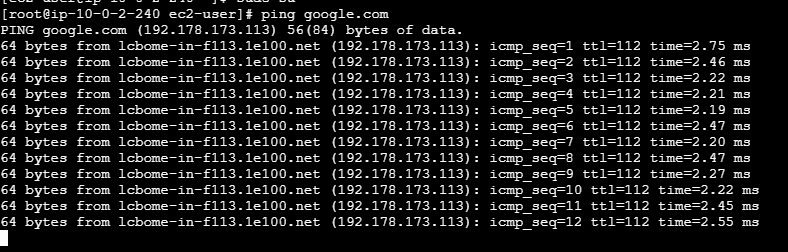 [ec2-user@ip-10-0-2-240 ~]$ sudo su
[root@ip-10-0-2-240 ec2-user]# ping google.com
PING google.com (192.178.173.113) 56(84) bytes of data.
64 bytes from lcbome-in-f113.1e100.net (192.178.173.113): icmp_seq=1 ttl=112 time=2.75 ms
64 bytes from lcbome-in-f113.1e100.net (192.178.173.113): icmp_seq=2 ttl=112 time=2.46 ms
64 bytes from lcbome-in-f113.1e100.net (192.178.173.113): icmp_seq=3 ttl=112 time=2.22 ms
64 bytes from lcbome-in-f113.1e100.net (192.178.173.113): icmp_seq=4 ttl=112 time=2.21 ms
64 bytes from lcbome-in-f113.1e100.net (192.178.173.113): icmp_seq=5 ttl=112 time=2.19 ms
64 bytes from lcbome-in-f113.1e100.net (192.178.173.113): icmp_seq=6 ttl=112 time=2.47 ms
64 bytes from lcbome-in-f113.1e100.net (192.178.173.113): icmp_seq=7 ttl=112 time=2.20 ms
64 bytes from lcbome-in-f113.1e100.net (192.178.173.113): icmp_seq=8 ttl=112 time=2.47 ms
64 bytes from lcbome-in-f113.1e100.net (192.178.173.113): icmp_seq=9 ttl=112 time=2.27 ms
64 bytes from lcbome-in-f113.1e100.net (192.178.173.113): icmp_seq=10 ttl=112 time=2.22 ms
64 bytes from lcbome-in-f113.1e100.net (192.178.173.113): icmp_seq=11 ttl=112 time=2.45 ms
64 bytes from lcbome-in-f113.1e100.net (192.178.173.113): icmp_seq=12 ttl=112 time=2.55 ms